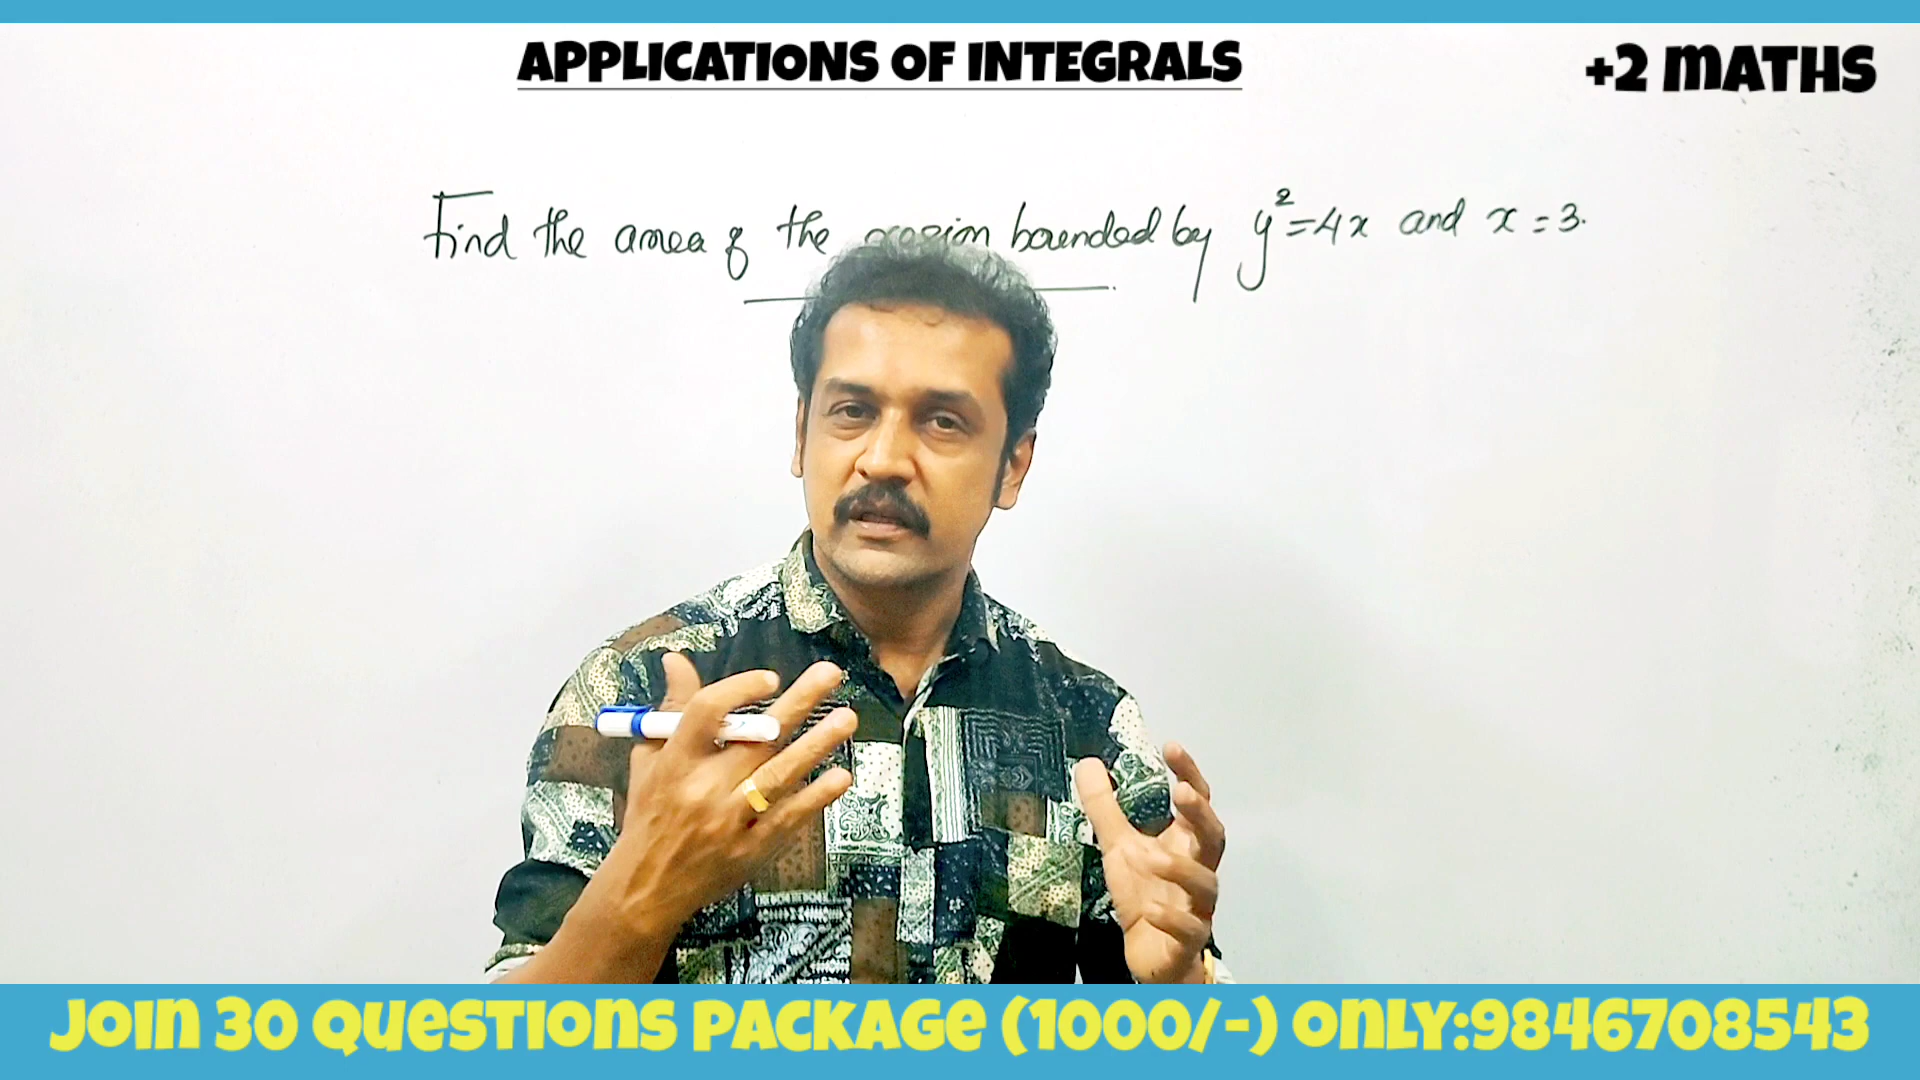 APPLICATIONS OF INTEGRALS
+2 MATHS
Find the area of the region bounded by y²=4x and x=3.
JOIN 30 QUESTIONS PACKAGE (1000/-) ONLY:9846708543